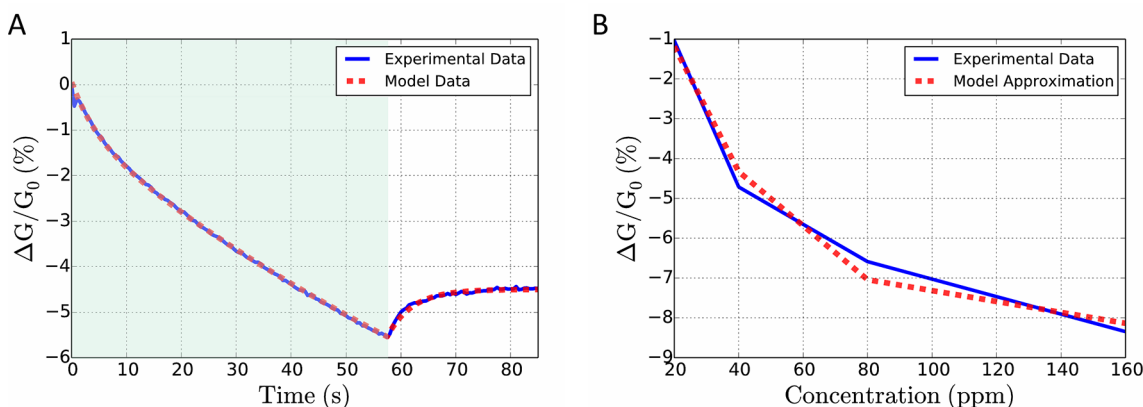 A
ΔG/G₀ (%)
1
0
−1
−2
−3
−4
−5
−6
0 10 20 30 40 50 60 70 80
Time (s)
Experimental Data
Model Data
B
ΔG/G₀ (%)
−1
−2
−3
−4
−5
−6
−7
−8
−9
20 40 60 80 100 120 140 160
Concentration (ppm)
Experimental Data
Model Approximation